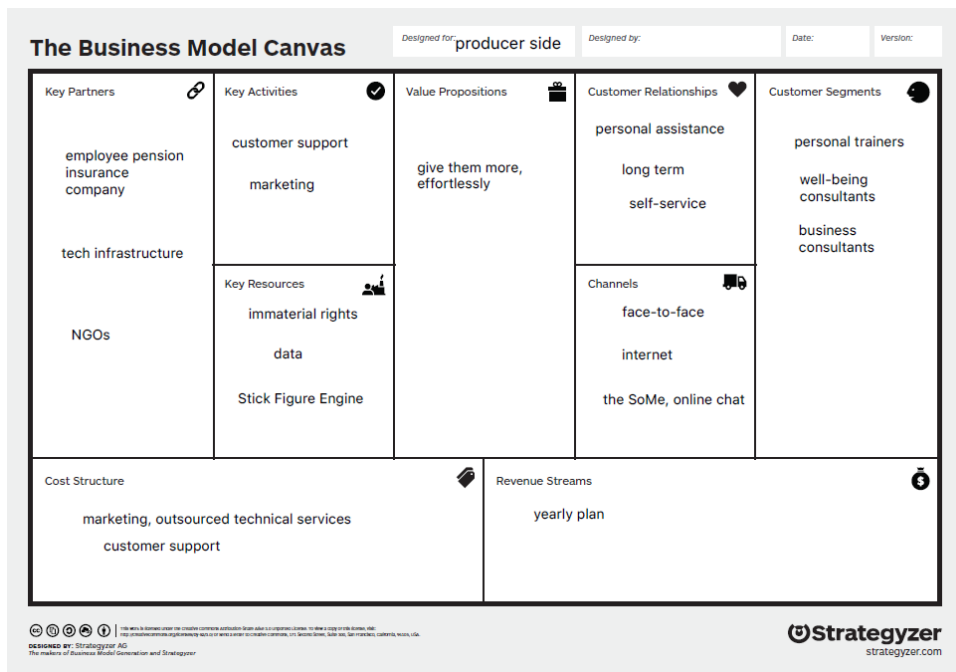 The Business Model Canvas
Designed for:
producer side
Designed by:
Date:
Version:
Key Partners
employee pension
insurance
company
tech infrastructure
NGOs
Key Activities
customer support
marketing
Key Resources
immaterial rights
data
Stick Figure Engine
Value Propositions
give them more,
effortlessly
Customer Relationships
personal assistance
long term
self-service
Channels
face-to-face
internet
the SoMe, online chat
Customer Segments
personal trainers
well-being
consultants
business
consultants
Cost Structure
marketing, outsourced technical services
customer support
Revenue Streams
yearly plan
DESIGNED BY: Strategyzer AG
The makers of Business Model Generation and Strategyzer
Strategyzer
strategyzer.com